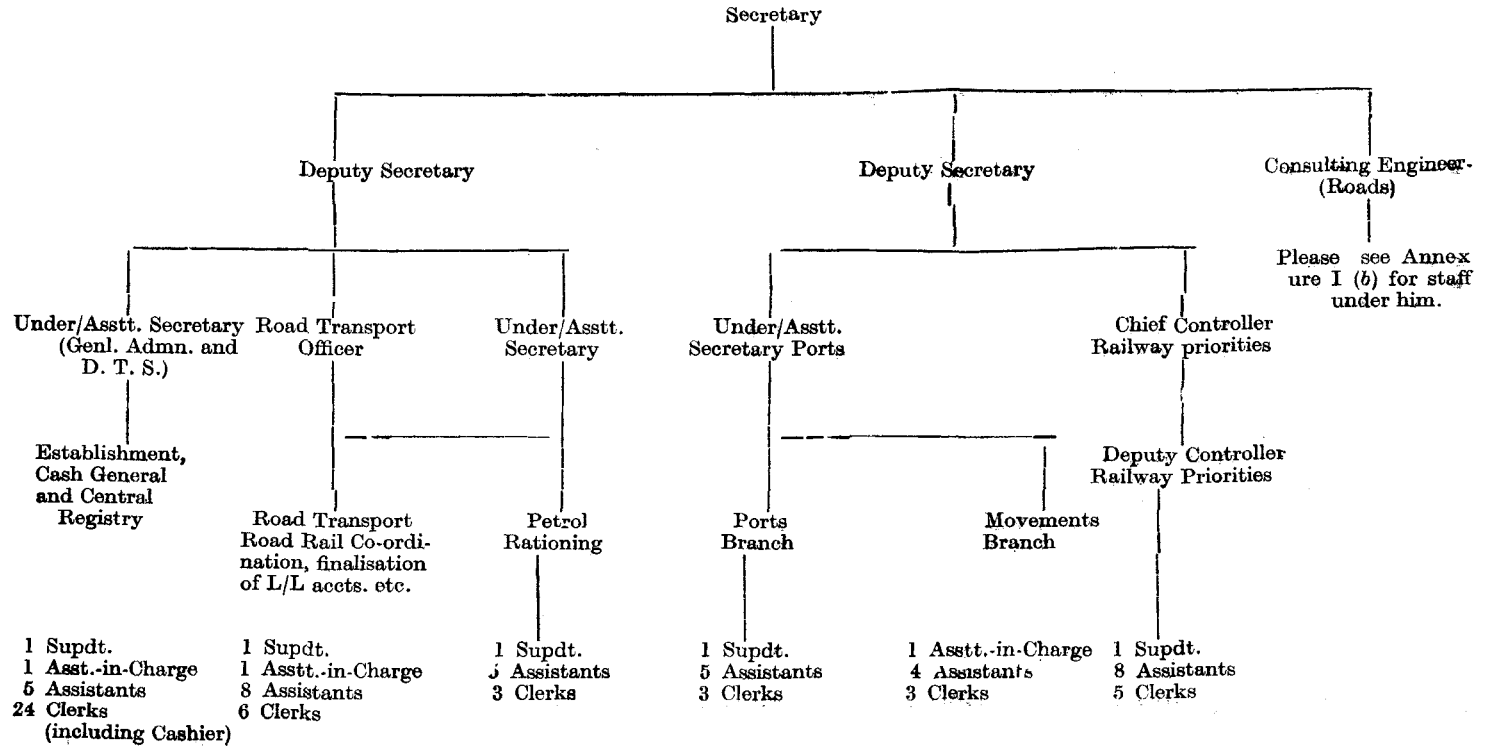 Secretary
Deputy Secretary
Deputy Secretary
Consulting Engineer-
(Roads)
Please see Annex
ure I (b) for staff
under him.
Under/Asstt. Secretary
(Genl. Admn. and
D. T. S.)
Road Transport
Officer
Under/Asstt.
Secretary
Under/Asstt.
Secretary Ports
Chief Controller
Railway priorities
Establishment,
Cash General
and Central
Registry
Deputy Controller
Railway Priorities
Road Transport
Road Rail Co-ordi-
nation, finalisation
of L/L accts. etc.
Petrol
Rationing
Ports
Branch
Movements
Branch
1 Supdt.
1 Asst.-in-Charge
5 Assistants
24 Clerks
(including Cashier)
1 Supdt.
1 Asstt.-in-Charge
8 Assistants
6 Clerks
1 Supdt.
Assistants
3 Clerks
1 Supdt.
5 Assistants
3 Clerks
1 Asstt.-in-Charge
4 Assistants
3 Clerks
1 Supdt.
8 Assistants
5 Clerks